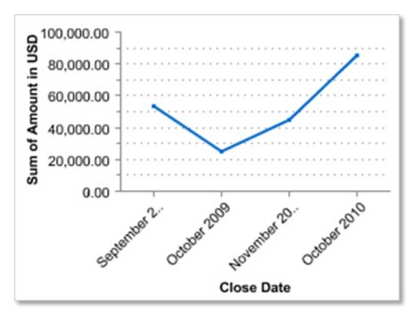 Sum of Amount in USD
100,000.00
80,000.00
60,000.00
40,000.00
20,000.00
0.00
September 2..
October 2009
November 20..
October 2010
Close Date